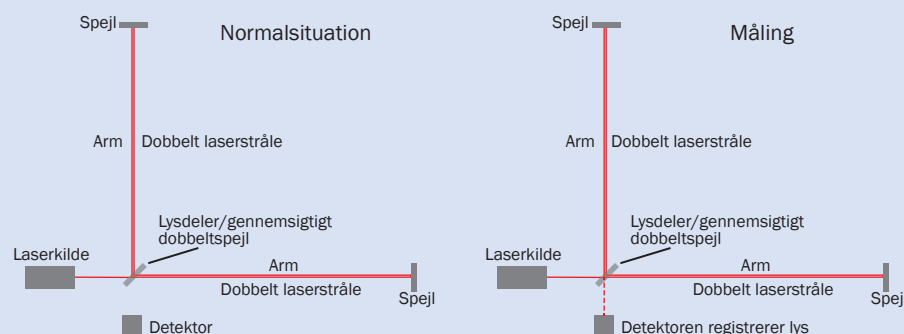 Normalsituation
Spejl
Arm
Dobbelt laserstråle
Lysdeler/gennemsigtigt
dobbeltspejl
Laserkilde
Arm
Dobbelt laserstråle
Spejl
Detektor
Måling
Spejl
Arm
Dobbelt laserstråle
Lysdeler/gennemsigtigt
dobbeltspejl
Laserkilde
Arm
Dobbelt laserstråle
Spejl
Detektoren registrerer lys